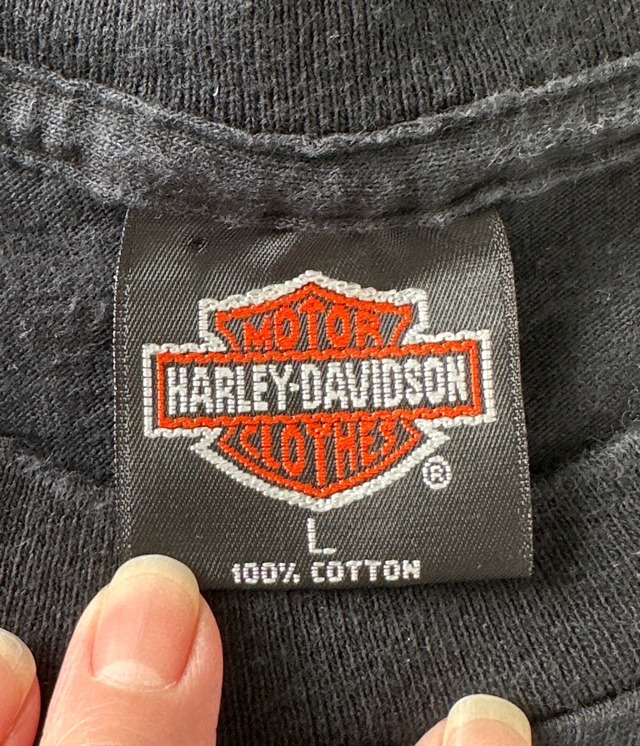 MOTOR
HARLEY-DAVIDSON
CLOTHES
®
L
100% COTTON